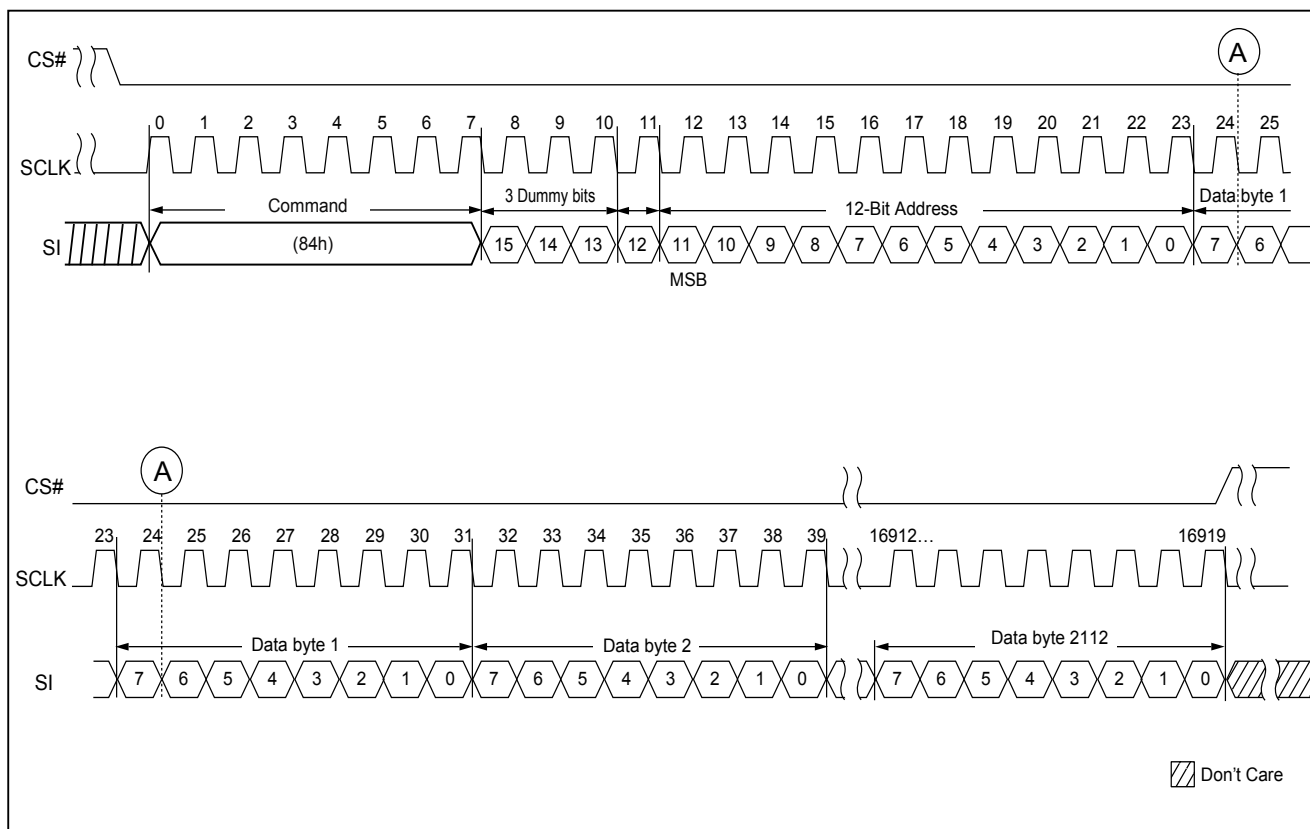 A
CS#
0 1 2 3 4 5 6 7 8 9 10 11 12 13 14 15 16 17 18 19 20 21 22 23 24 25
SCLK
Command 3 Dummy bits 12-Bit Address Data byte 1
SI (84h) 15 14 13 12 11 10 9 8 7 6 5 4 3 2 1 0 7 6
MSB
A
CS#
23 24 25 26 27 28 29 30 31 32 33 34 35 36 37 38 39 16912... 16919
SCLK
Data byte 1 Data byte 2 Data byte 2112
SI 7 6 5 4 3 2 1 0 7 6 5 4 3 2 1 0 7 6 5 4 3 2 1 0
Don't Care